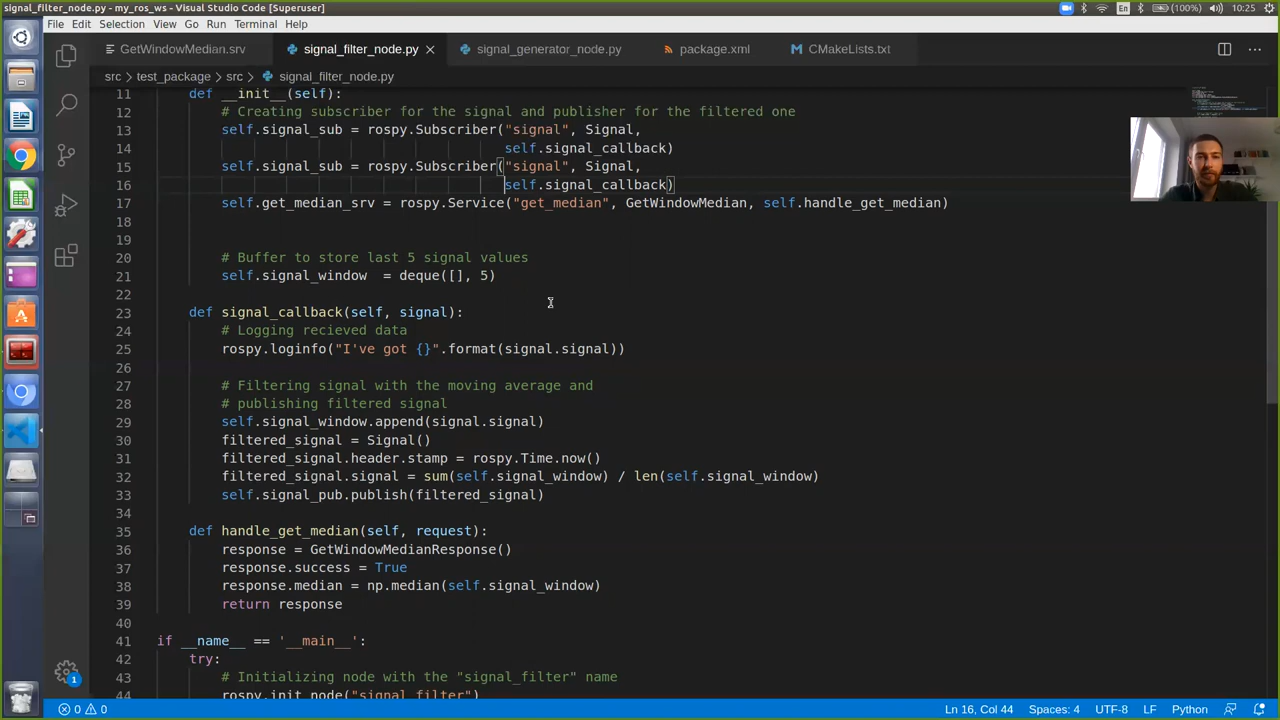 signal_filter_node.py - my_ros_ws - Visual Studio Code [Superuser]
En
(100%)
10:25
File Edit Selection View Go Run Terminal Help
GetWindowMedian.srv
signal_filter_node.py
signal_generator_node.py
package.xml
CMakeLists.txt
src > test_package > src > signal_filter_node.py
11 def __init__(self):
12 # Creating subscriber for the signal and publisher for the filtered one
13 self.signal_sub = rospy.Subscriber("signal", Signal,
14 self.signal_callback)
15 self.signal_sub = rospy.Subscriber("signal", Signal,
16 self.signal_callback)
17 self.get_median_srv = rospy.Service("get_median", GetWindowMedian, self.handle_get_median)
18
19
20 # Buffer to store last 5 signal values
21 self.signal_window = deque([], 5)
22
23 def signal_callback(self, signal):
24 # Logging recieved data
25 rospy.loginfo("I've got {}".format(signal.signal))
26
27 # Filtering signal with the moving average and
28 # publishing filtered signal
29 self.signal_window.append(signal.signal)
30 filtered_signal = Signal()
31 filtered_signal.header.stamp = rospy.Time.now()
32 filtered_signal.signal = sum(self.signal_window) / len(self.signal_window)
33 self.signal_pub.publish(filtered_signal)
34
35 def handle_get_median(self, request):
36 response = GetWindowMedianResponse()
37 response.success = True
38 response.median = np.median(self.signal_window)
39 return response
40
41 if __name__ == '__main__':
42 try:
43 # Initializing node with the "signal_filter" name
44 rospy.init_node("signal_filter")
1
0 0
Ln 16, Col 44
Spaces: 4
UTF-8
LF
Python